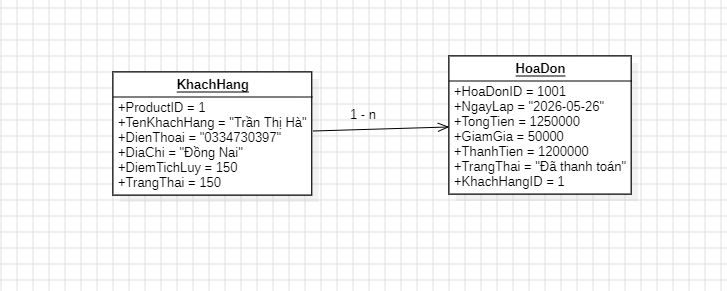 KhachHang
+ProductID = 1
+TenKhachHang = "Trần Thị Hà"
+DienThoai = "0334730397"
+DiaChi = "Đồng Nai"
+DiemTichLuy = 150
+TrangThai = 150
1 - n
HoaDon
+HoaDonID = 1001
+NgayLap = "2026-05-26"
+TongTien = 1250000
+GiamGia = 50000
+ThanhTien = 1200000
+TrangThai = "Đã thanh toán"
+KhachHangID = 1